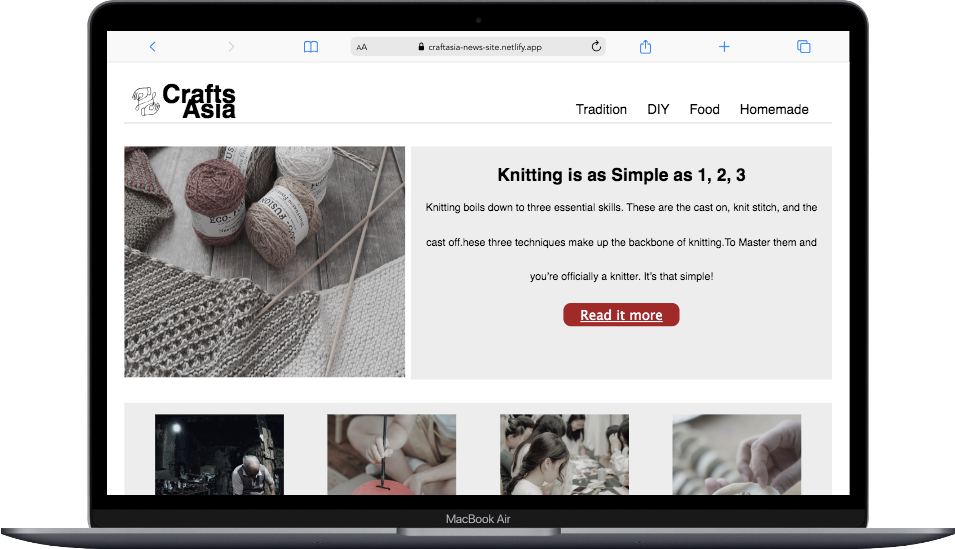 AA craftasia-news-site.netlify.app
Crafts
Asia
Tradition DIY Food Homemade
ECO-
FUSION
Knitting is as Simple as 1, 2, 3
Knitting boils down to three essential skills. These are the cast on, knit stitch, and the
cast off.hese three techniques make up the backbone of knitting.To Master them and
you're officially a knitter. It's that simple!
Read it more
MacBook Air